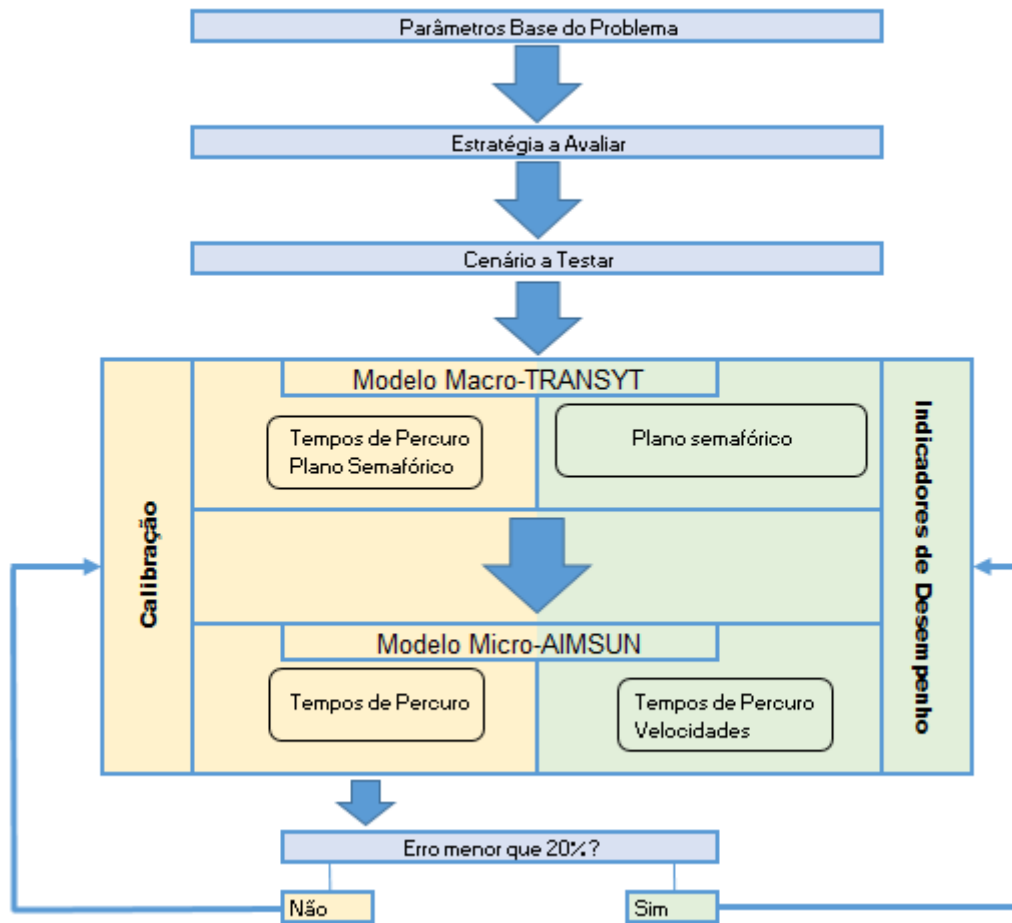 Parâmetros Base do Problema
Estratégia a Avaliar
Cenário a Testar
Modelo Macro-TRANSYT
Tempos de Percuro
Plano Semafórico
Plano semafórico
Calibração
Indicadores de Desempenho
Modelo Micro-AIMSUN
Tempos de Percuro
Tempos de Percuro
Velocidades
Erro menor que 20%?
Não
Sim